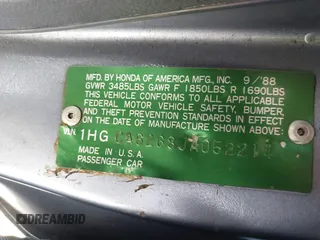 MFD. BY HONDA OF AMERICA MFG., INC. 9/88
GVWR 3485LBS GAWR F 1850LBS R 1690LBS
THIS VEHICLE CONFORMS TO ALL APPLICABLE
FEDERAL MOTOR VEHICLE SAFETY, BUMPER,
AND THEFT PREVENTION STANDARDS IN EFFECT
ON THE DATE OF MANUFACTURE SHOWN ABOVE.
VIN 1HG
MADE IN U.S.A.
PASSENGER CAR
DREAMBID